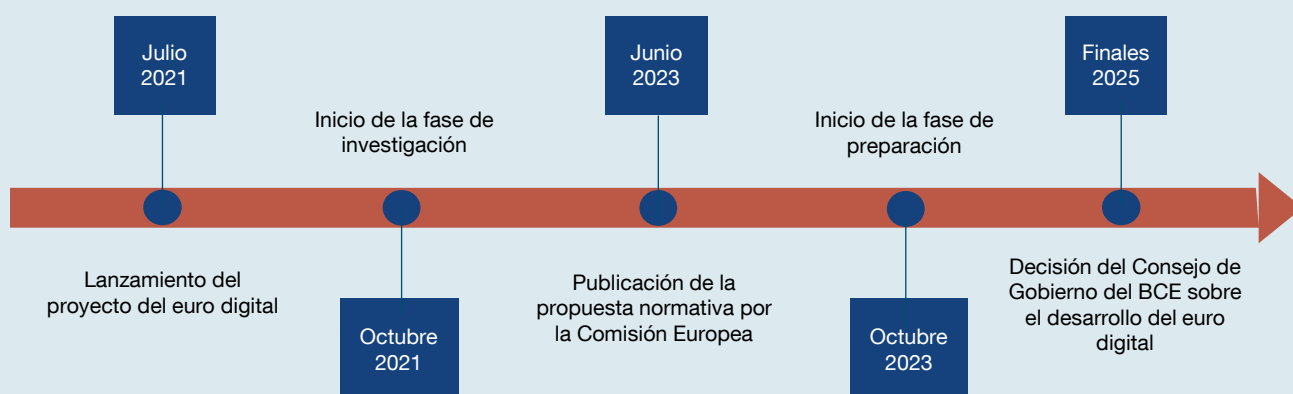 Julio
2021
Lanzamiento del
proyecto del euro digital
Inicio de la fase de
investigación
Octubre
2021
Junio
2023
Publicación de la
propuesta normativa por
la Comisión Europea
Inicio de la fase de
preparación
Octubre
2023
Finales
2025
Decisión del Consejo de
Gobierno del BCE sobre
el desarrollo del euro
digital